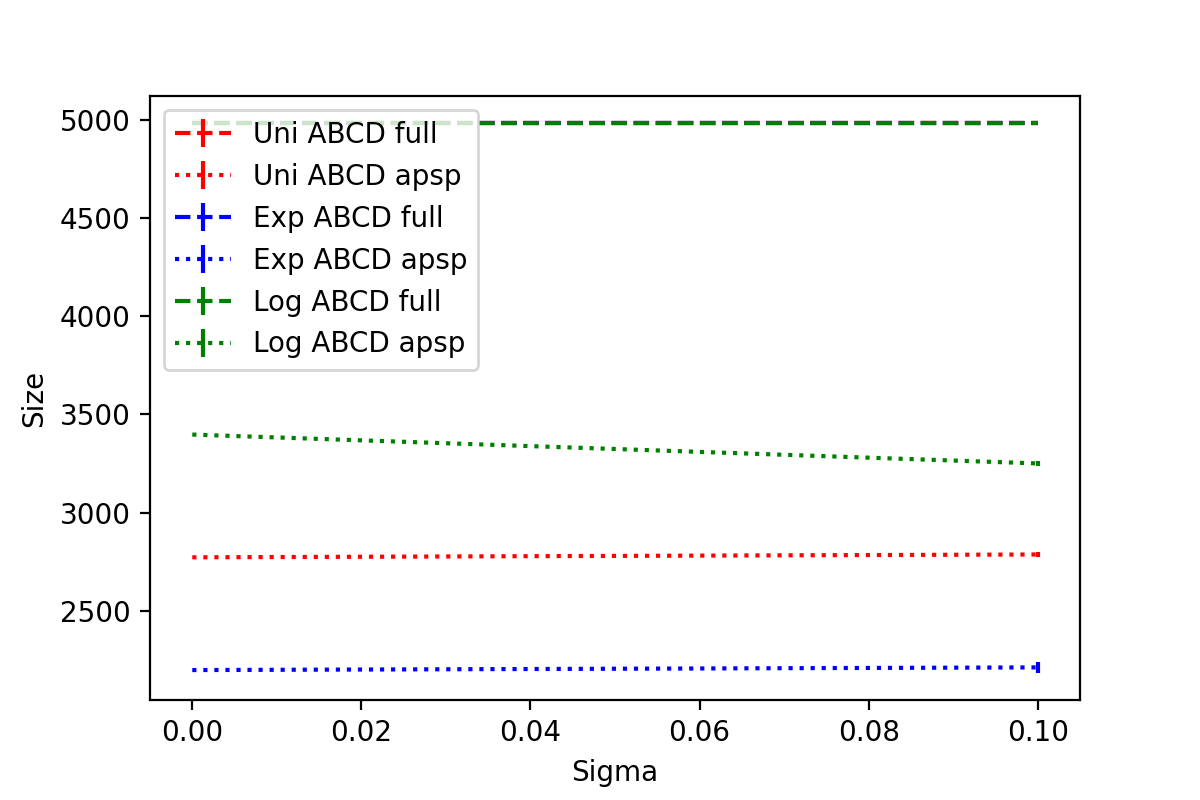 5000
4500
4000
3500
3000
2500
Size
Uni ABCD full
Uni ABCD apsp
Exp ABCD full
Exp ABCD apsp
Log ABCD full
Log ABCD apsp
0.00 0.02 0.04 0.06 0.08 0.10
Sigma